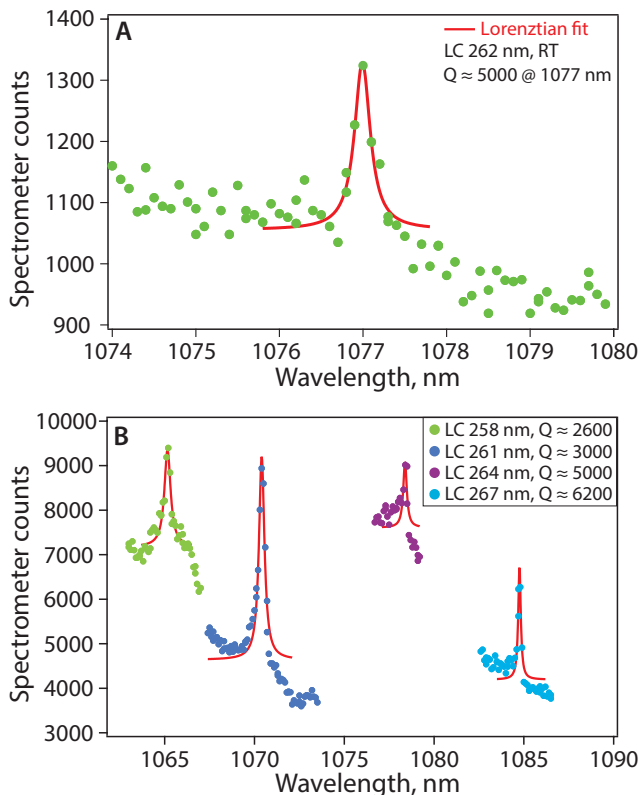 A
Lorenztian fit
LC 262 nm, RT
Q ≈ 5000 @ 1077 nm
Spectrometer counts
1400
1300
1200
1100
1000
900
1074
1075
1076
1077
1078
1079
1080
Wavelength, nm
B
LC 258 nm, Q ≈ 2600
LC 261 nm, Q ≈ 3000
LC 264 nm, Q ≈ 5000
LC 267 nm, Q ≈ 6200
Spectrometer counts
10000
9000
8000
7000
6000
5000
4000
3000
1065
1070
1075
1080
1085
1090
Wavelength, nm